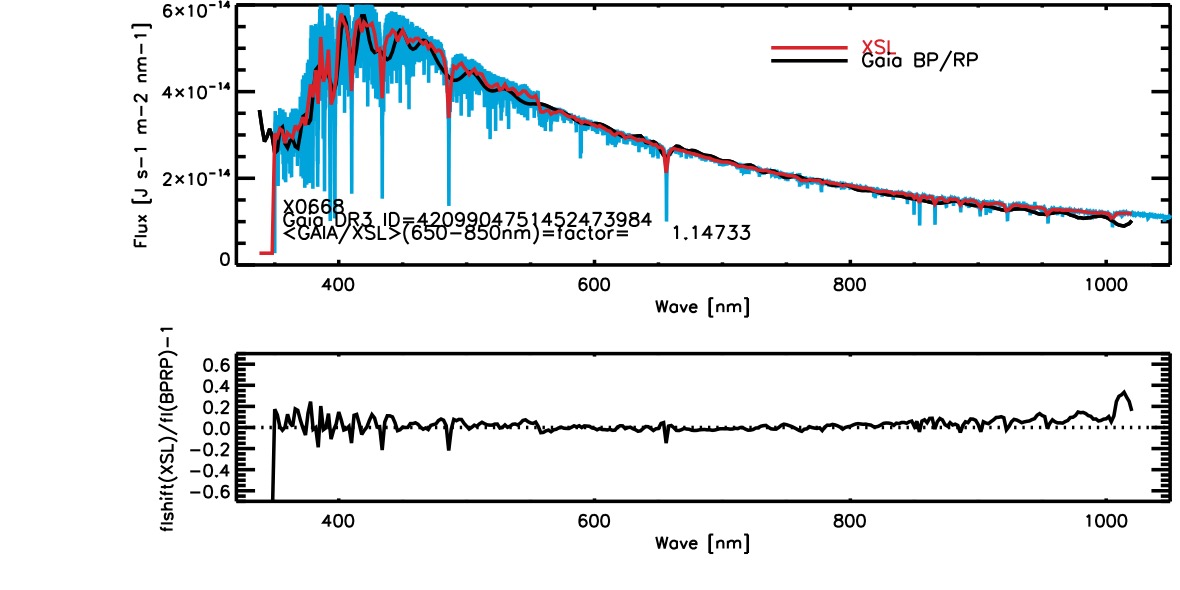 6×10⁻¹⁴
4×10⁻¹⁴
2×10⁻¹⁴
0
Flux [J s−1 m−2 nm−1]
XSL
Gaia BP/RP
X0668
Gaia DR3 ID=4209904751452473984
<GAIA/XSL>(650−850nm)=factor= 1.14733
400 600 800 1000
Wave [nm]
flshift(XSL)/fl(BPRP)−1
0.6
0.4
0.2
0.0
−0.2
−0.4
−0.6
400 600 800 1000
Wave [nm]